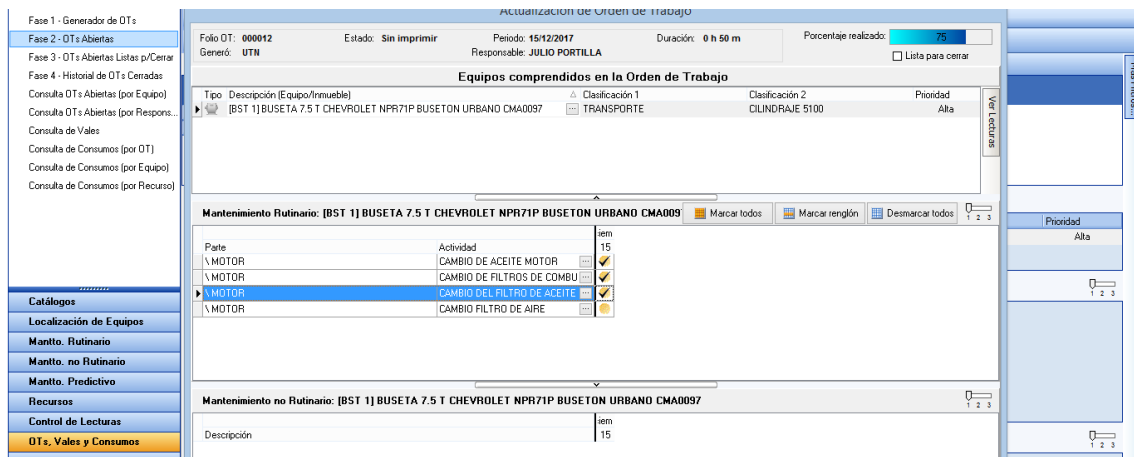 Actualización de Orden de Trabajo
Fase 1 - Generador de OTs
Fase 2 - OTs Abiertas
Fase 3 - OTs Abiertas Listas p/Cerrar
Fase 4 - Historial de OTs Cerradas
Consulta OTs Abiertas (por Equipo)
Consulta OTs Abiertas (por Respons...
Consulta de Vales
Consulta de Consumos (por OT)
Consulta de Consumos (por Equipo)
Consulta de Consumos (por Recurso)
Catálogos
Localización de Equipos
Mantto. Rutinario
Mantto. no Rutinario
Mantto. Predictivo
Recursos
Control de Lecturas
OTs, Vales y Consumos
Folio OT: 000012 Estado: Sin imprimir Periodo: 15/12/2017 Duración: 0 h 50 m Porcentaje realizado: 75
Generó: UTN Responsable: JULIO PORTILLA Lista para cerrar
Equipos comprendidos en la Orden de Trabajo
Tipo Descripción (Equipo/Inmueble) Clasificación 1 Clasificación 2 Prioridad
[BST 1] BUSETA 7.5 T CHEVROLET NPR71P BUSETON URBANO CMA0097 ... TRANSPORTE CILINDRAJE 5100 Alta
Ver Lecturas
Mantenimiento Rutinario: [BST 1] BUSETA 7.5 T CHEVROLET NPR71P BUSETON URBANO CMA009 Marcar todos Marcar renglón Desmarcar todos 1 2 3
iem
Parte Actividad 15
\ MOTOR CAMBIO DE ACEITE MOTOR ...
\ MOTOR CAMBIO DE FILTROS DE COMBU ...
\ MOTOR CAMBIO DEL FILTRO DE ACEITE ...
\ MOTOR CAMBIO FILTRO DE AIRE ...
Mantenimiento no Rutinario: [BST 1] BUSETA 7.5 T CHEVROLET NPR71P BUSETON URBANO CMA0097 1 2 3
iem
Descripción 15
Prioridad
Alta
1 2 3
1 2 3